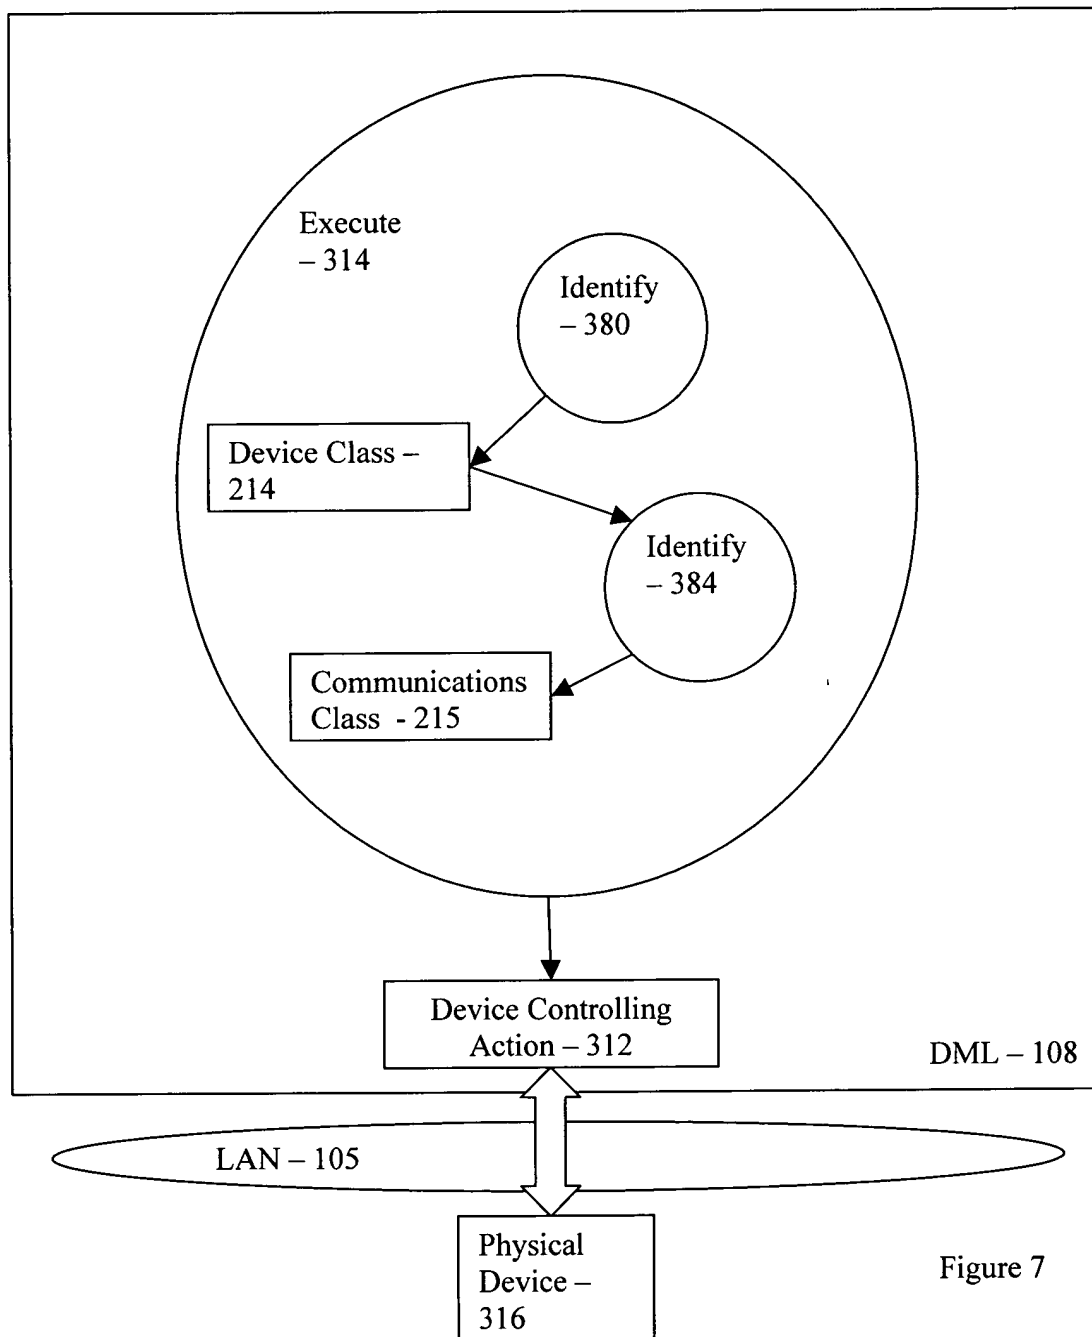 Execute
– 314
Identify
– 380
Device Class –
214
Identify
– 384
Communications
Class - 215
Device Controlling
Action – 312
DML – 108
LAN – 105
Physical
Device –
316
Figure 7